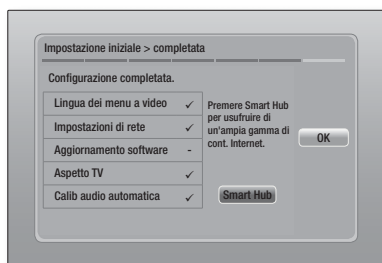 Impostazione iniziale > completata
Configurazione completata.
Lingua dei menu a video ✓
Impostazioni di rete ✓
Aggiornamento software -
Aspetto TV ✓
Calib audio automatica ✓
Premere Smart Hub
per usufruire di
un'ampia gamma di
cont. Internet.
Smart Hub
OK